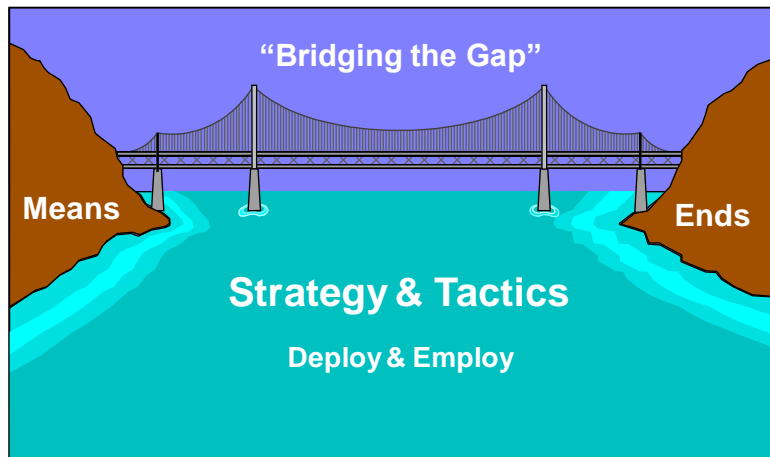 “Bridging the Gap”
Means
Ends
Strategy & Tactics
Deploy & Employ